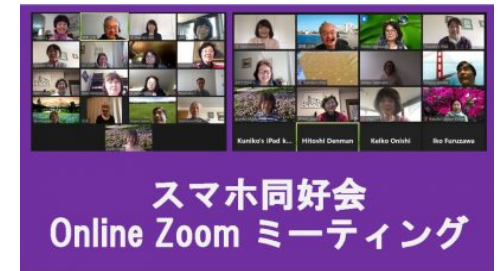 Kuniko's iPad k...
Hitoshi Denman
Keiko Onishi
Iko Furuzawa
スマホ同好会
Online Zoom ミーティング